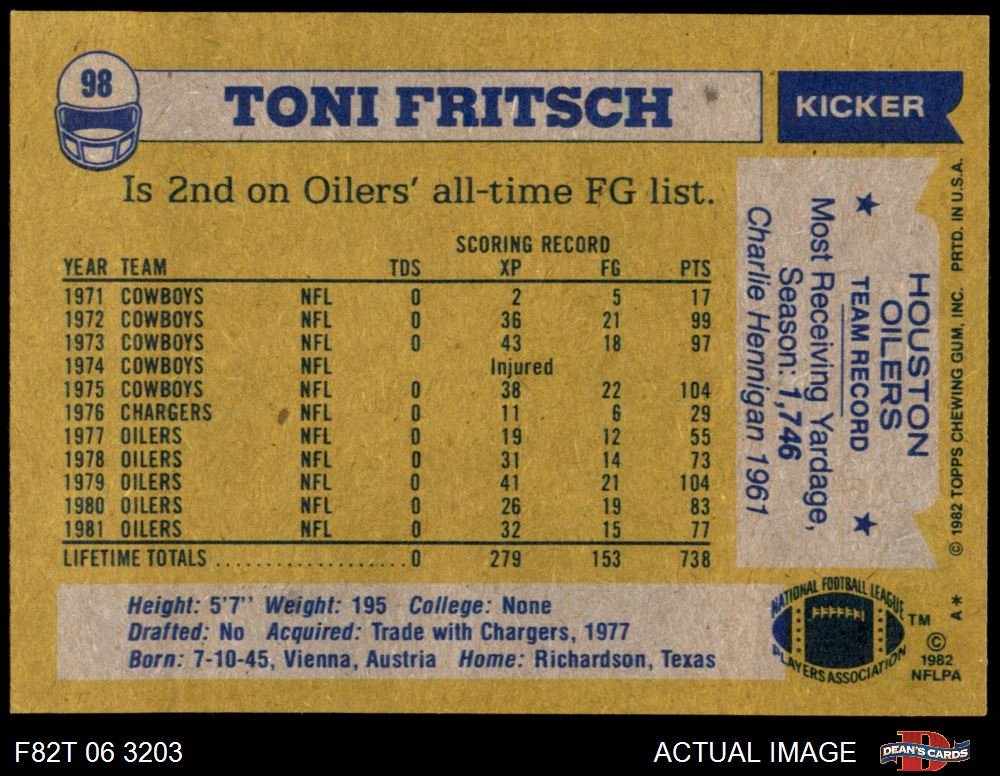 98
TONI FRITSCH
KICKER
Is 2nd on Oilers' all-time FG list.
SCORING RECORD
YEAR TEAM TDS XP FG PTS
1971 COWBOYS NFL 0 2 5 17
1972 COWBOYS NFL 0 36 21 99
1973 COWBOYS NFL 0 43 18 97
1974 COWBOYS NFL Injured
1975 COWBOYS NFL 0 38 22 104
1976 CHARGERS NFL 0 11 6 29
1977 OILERS NFL 0 19 12 55
1978 OILERS NFL 0 31 14 73
1979 OILERS NFL 0 41 21 104
1980 OILERS NFL 0 26 19 83
1981 OILERS NFL 0 32 15 77
LIFETIME TOTALS ....................0 279 153 738
Height: 5'7" Weight: 195 College: None
Drafted: No Acquired: Trade with Chargers, 1977
Born: 7-10-45, Vienna, Austria Home: Richardson, Texas
HOUSTON
OILERS
★ TEAM RECORD ★
Most Receiving Yardage,
Season: 1,746
Charlie Hennigan 1961
© 1982 TOPPS CHEWING GUM, INC. PRTD. IN U.S.A.
A*
NATIONAL FOOTBALL LEAGUE
PLAYERS ASSOCIATION
TM
©
1982
NFLPA
F82T 06 3203
ACTUAL IMAGE
D
DEAN'S CARDS